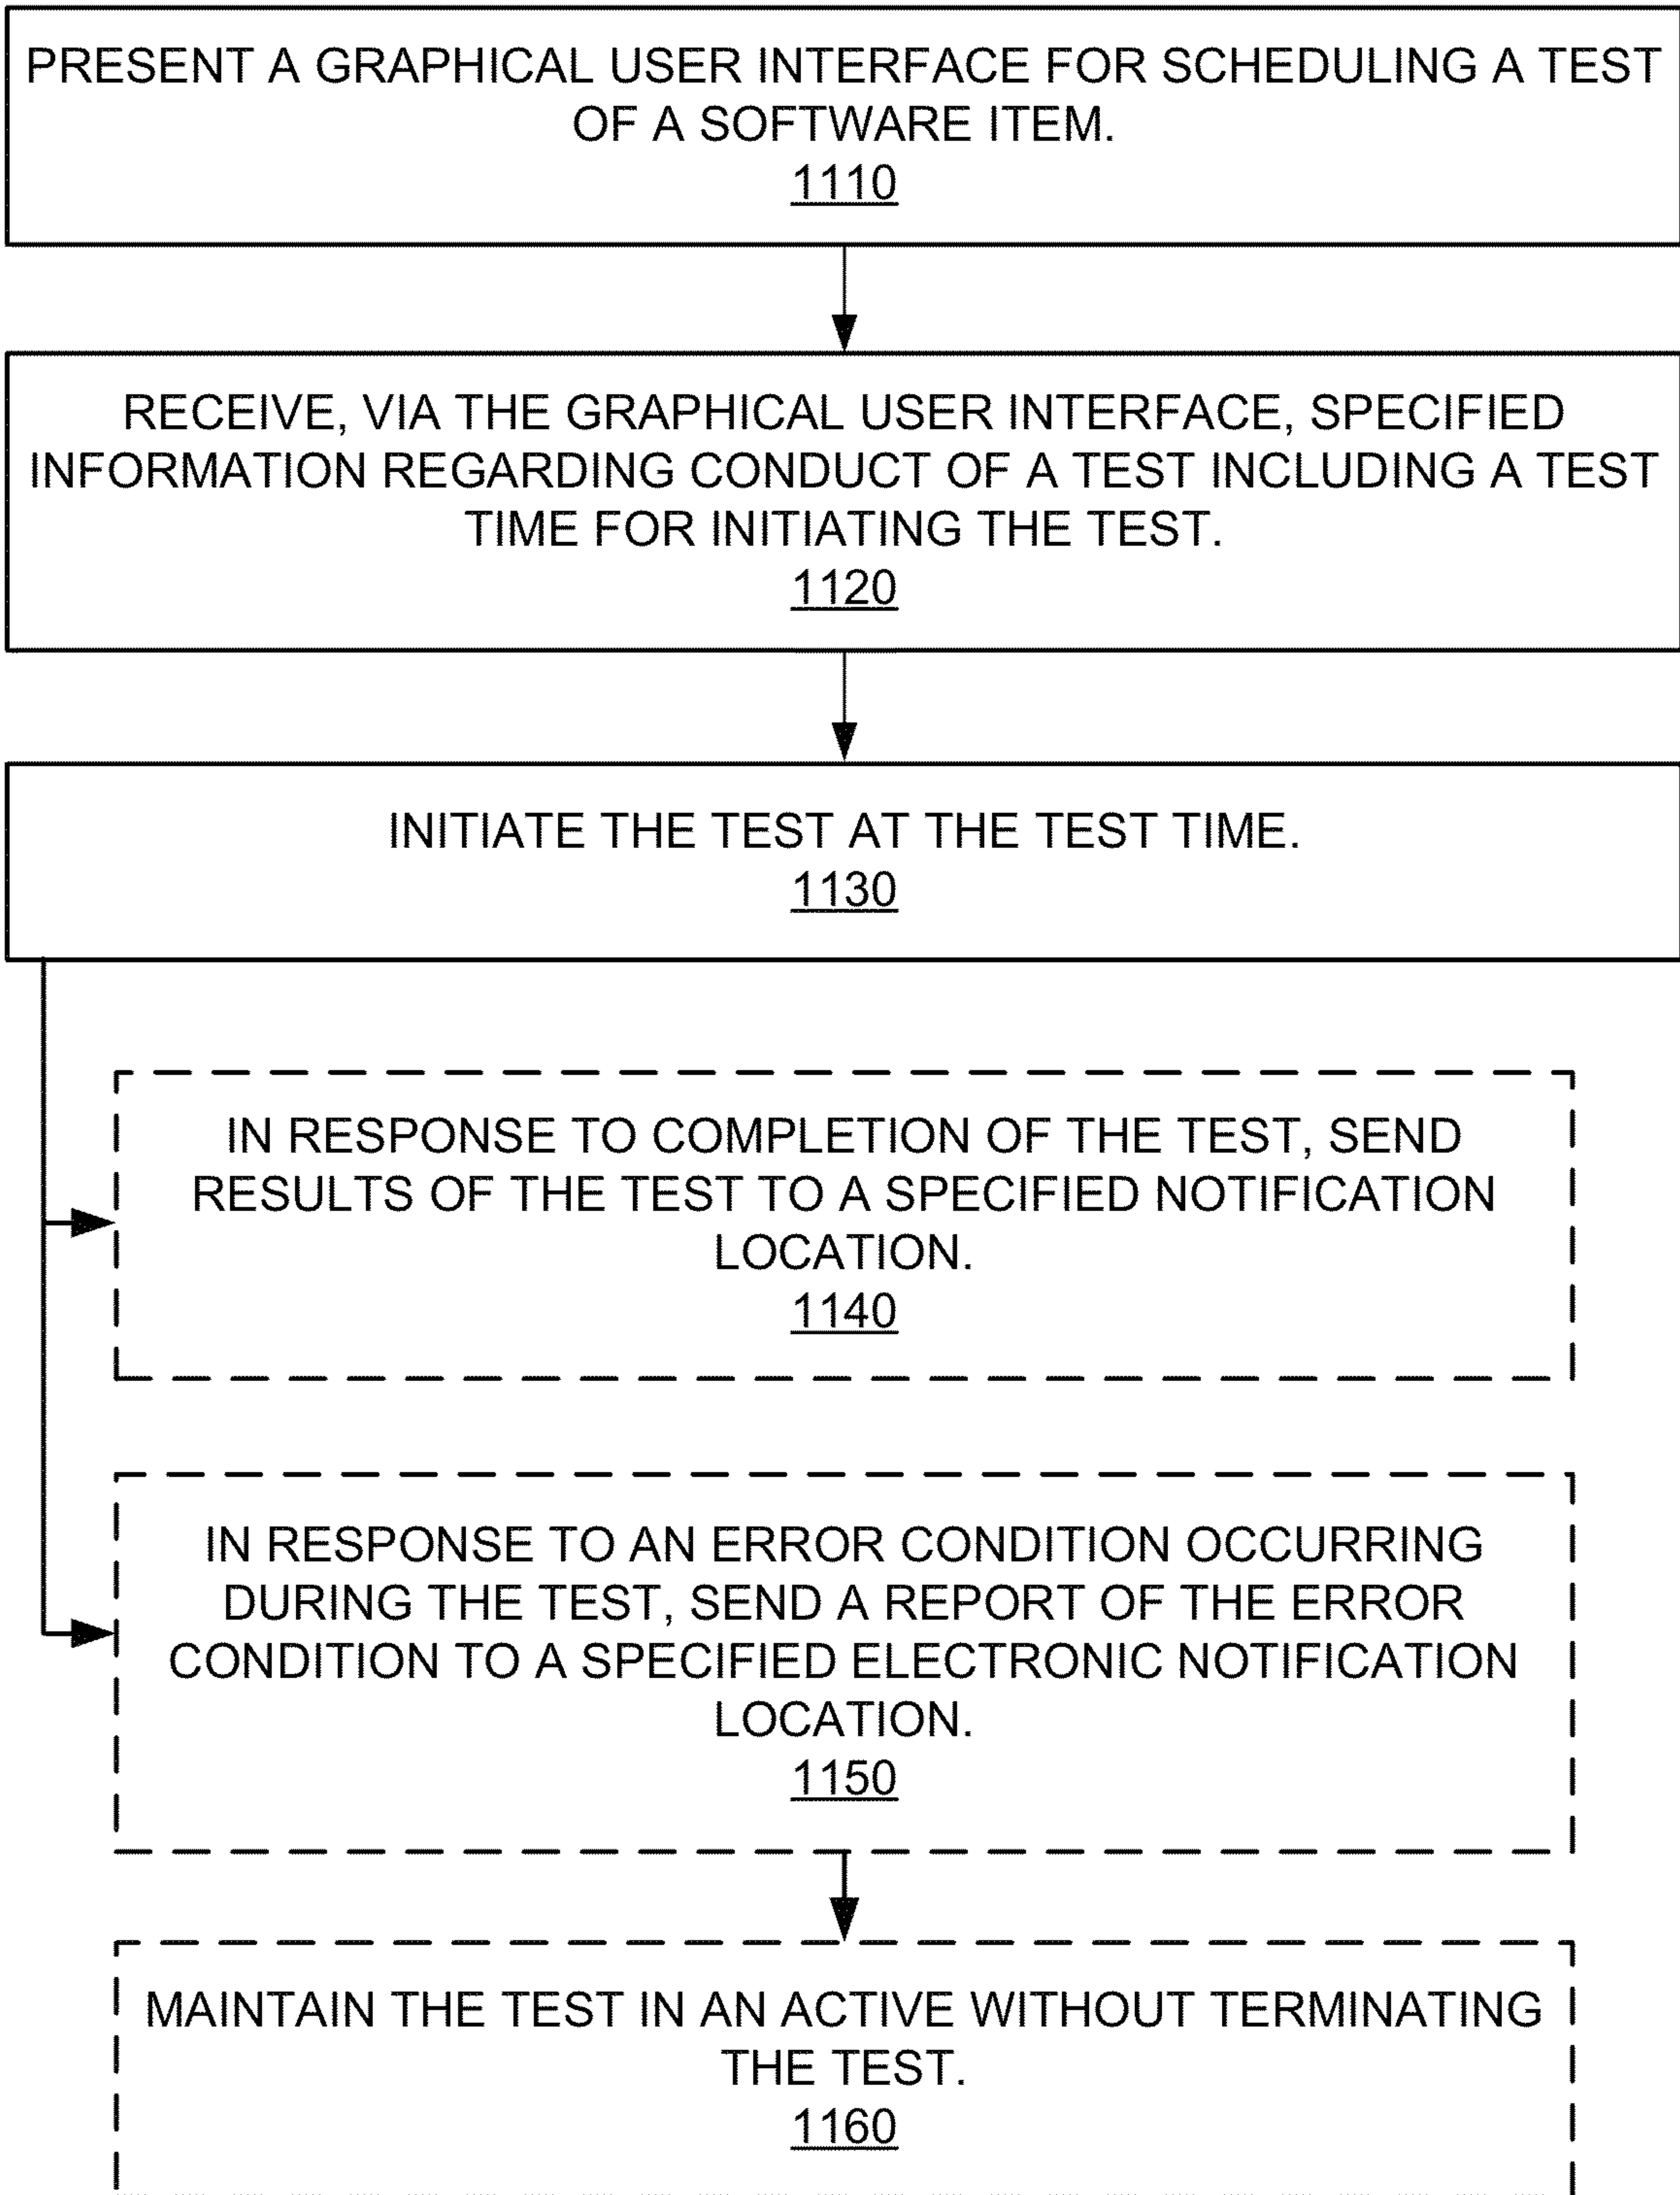 PRESENT A GRAPHICAL USER INTERFACE FOR SCHEDULING A TEST
OF A SOFTWARE ITEM.
1110
RECEIVE, VIA THE GRAPHICAL USER INTERFACE, SPECIFIED
INFORMATION REGARDING CONDUCT OF A TEST INCLUDING A TEST
TIME FOR INITIATING THE TEST.
1120
INITIATE THE TEST AT THE TEST TIME.
1130
IN RESPONSE TO COMPLETION OF THE TEST, SEND
RESULTS OF THE TEST TO A SPECIFIED NOTIFICATION
LOCATION.
1140
IN RESPONSE TO AN ERROR CONDITION OCCURRING
DURING THE TEST, SEND A REPORT OF THE ERROR
CONDITION TO A SPECIFIED ELECTRONIC NOTIFICATION
LOCATION.
1150
MAINTAIN THE TEST IN AN ACTIVE WITHOUT TERMINATING
THE TEST.
1160